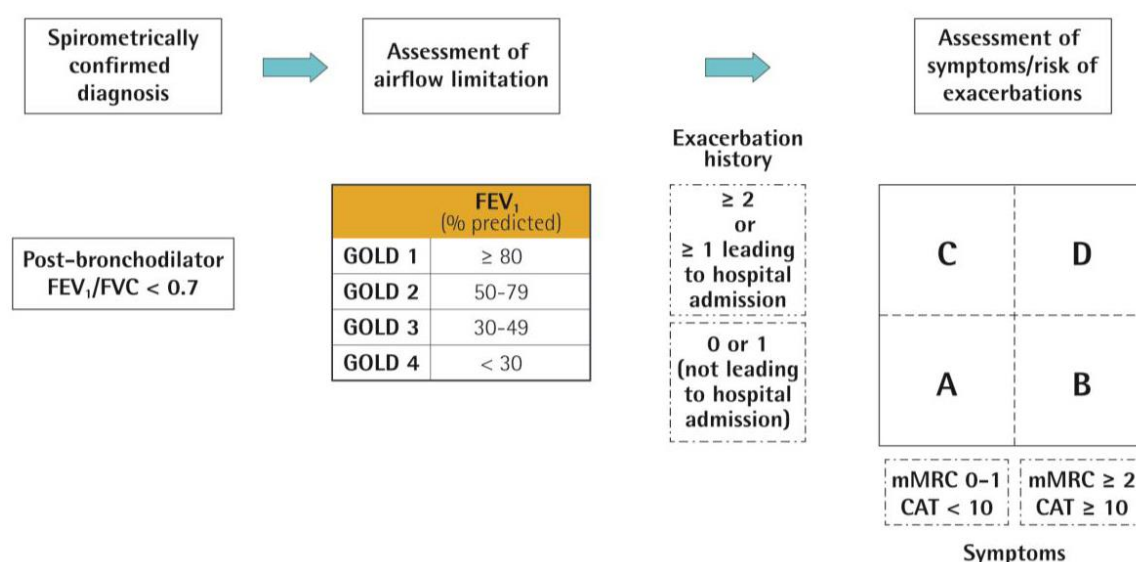 Spirometrically
confirmed
diagnosis
Assessment of
airflow limitation
Assessment of
symptoms/risk of
exacerbations
Post-bronchodilator
FEV₁/FVC < 0.7
FEV₁
(% predicted)
GOLD 1 ≥ 80
GOLD 2 50-79
GOLD 3 30-49
GOLD 4 < 30
Exacerbation
history
≥ 2
or
≥ 1 leading
to hospital
admission
0 or 1
(not leading
to hospital
admission)
C D
A B
mMRC 0-1
CAT < 10
mMRC ≥ 2
CAT ≥ 10
Symptoms